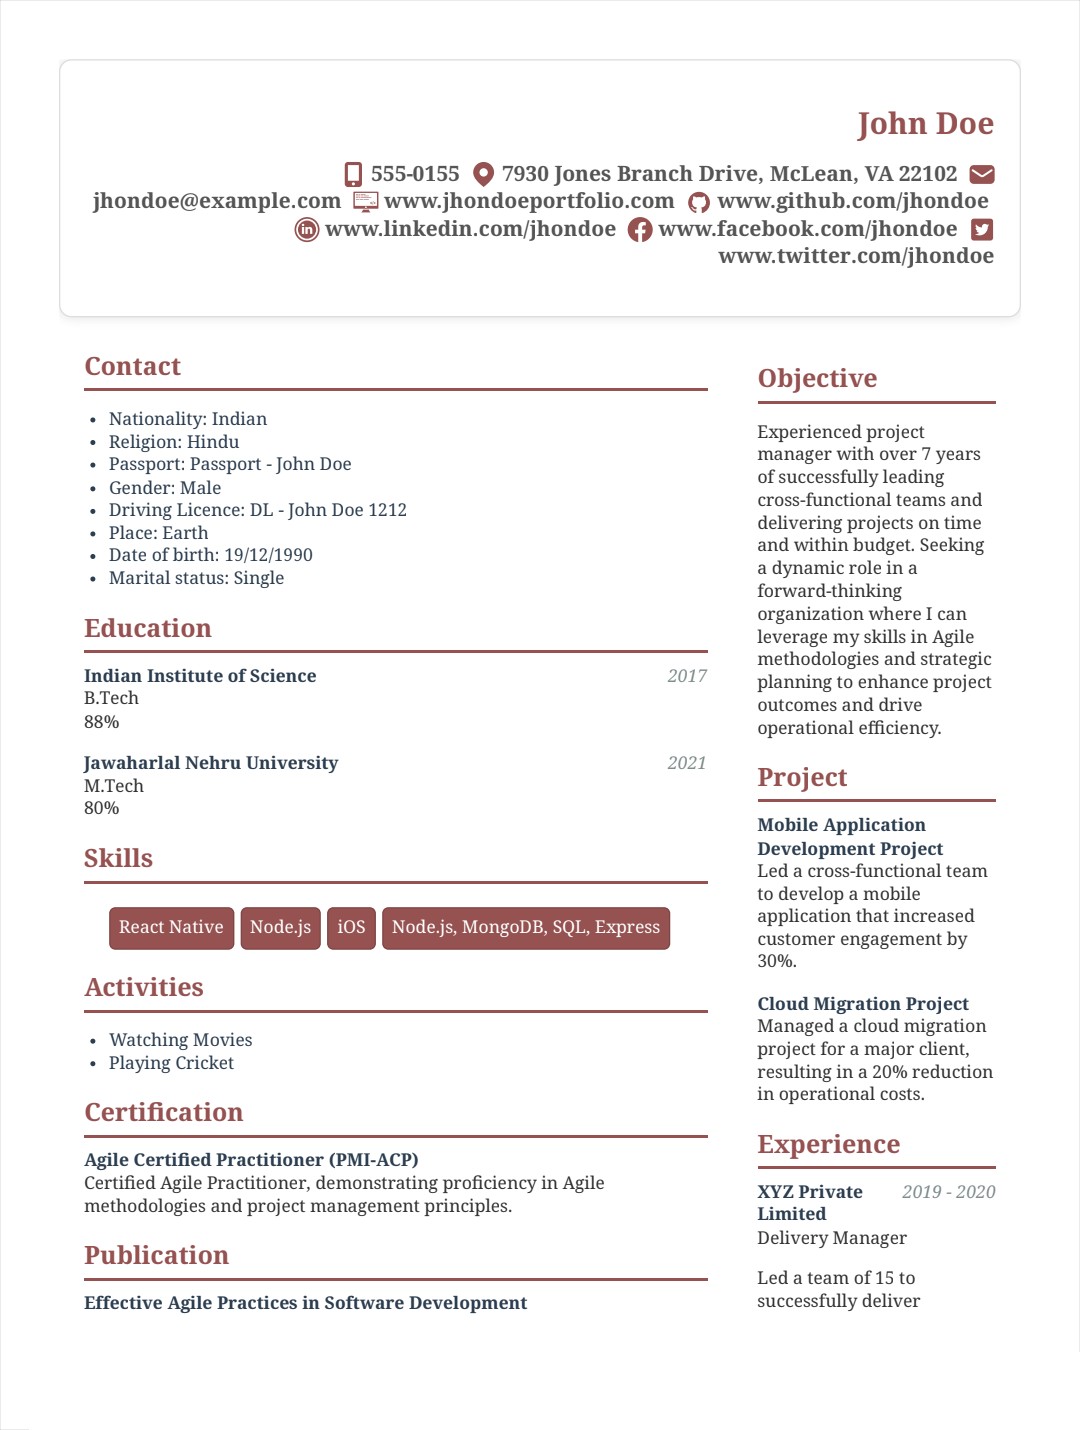 John Doe
555-0155 7930 Jones Branch Drive, McLean, VA 22102
jhondoe@example.com www.jhondoeportfolio.com www.github.com/jhondoe
www.linkedin.com/jhondoe www.facebook.com/jhondoe
www.twitter.com/jhondoe
Contact
• Nationality: Indian
• Religion: Hindu
• Passport: Passport - John Doe
• Gender: Male
• Driving Licence: DL - John Doe 1212
• Place: Earth
• Date of birth: 19/12/1990
• Marital status: Single
Education
Indian Institute of Science 2017
B.Tech
88%
Jawaharlal Nehru University 2021
M.Tech
80%
Skills
React Native Node.js iOS Node.js, MongoDB, SQL, Express
Activities
• Watching Movies
• Playing Cricket
Certification
Agile Certified Practitioner (PMI-ACP)
Certified Agile Practitioner, demonstrating proficiency in Agile
methodologies and project management principles.
Publication
Effective Agile Practices in Software Development
Objective
Experienced project
manager with over 7 years
of successfully leading
cross-functional teams and
delivering projects on time
and within budget. Seeking
a dynamic role in a
forward-thinking
organization where I can
leverage my skills in Agile
methodologies and strategic
planning to enhance project
outcomes and drive
operational efficiency.
Project
Mobile Application
Development Project
Led a cross-functional team
to develop a mobile
application that increased
customer engagement by
30%.
Cloud Migration Project
Managed a cloud migration
project for a major client,
resulting in a 20% reduction
in operational costs.
Experience
XYZ Private 2019 - 2020
Limited
Delivery Manager
Led a team of 15 to
successfully deliver